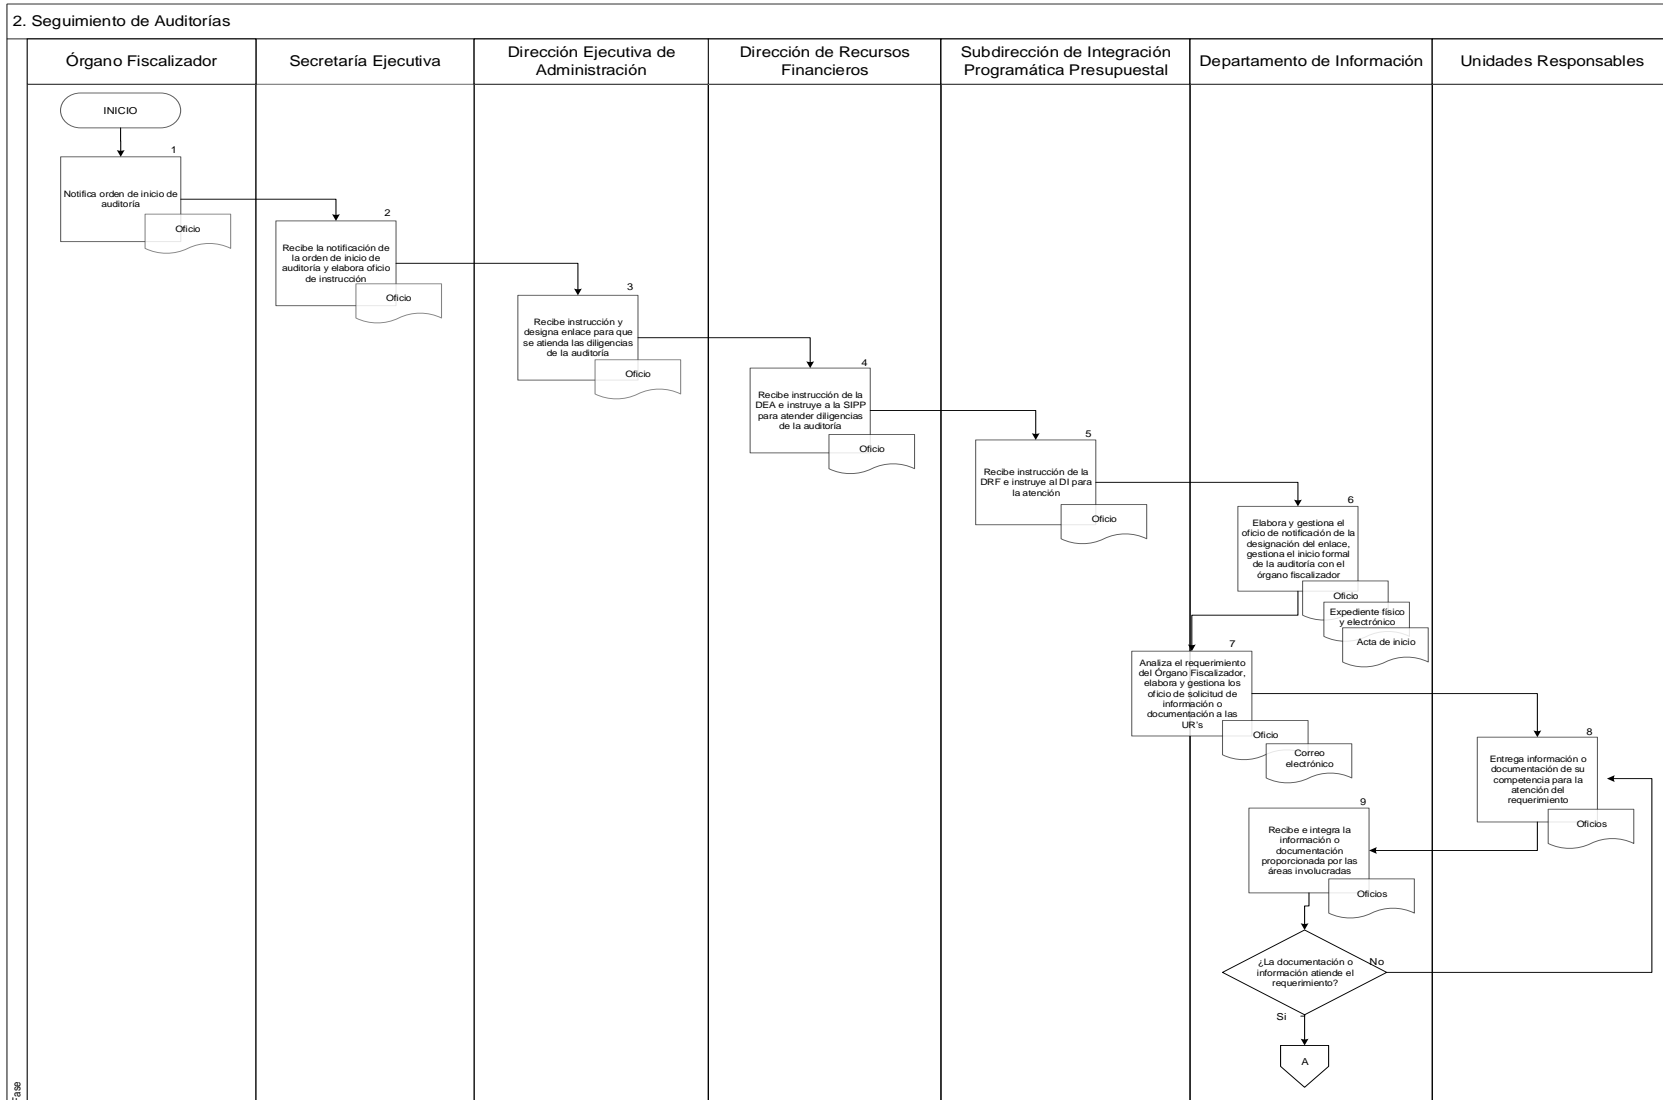 2. Seguimiento de Auditorías
Órgano Fiscalizador
Secretaría Ejecutiva
Dirección Ejecutiva de
Administración
Dirección de Recursos
Financieros
Subdirección de Integración
Programática Presupuestal
Departamento de Información
Unidades Responsables
INICIO
1
Notifica orden de inicio de
auditoría
Oficio
2
Recibe la notificación de
la orden de inicio de
auditoría y elabora oficio
de instrucción
Oficio
3
Recibe instrucción y
designa enlace para que
se atienda las diligencias
de la auditoría
Oficio
4
Recibe instrucción de la
DEA e instruye a la SIPP
para atender diligencias
de la auditoría
Oficio
5
Recibe instrucción de la
DRF e instruye al DI para
la atención
Oficio
6
Elabora y gestiona el
oficio de notificación de la
designación del enlace,
gestiona el inicio formal
de la auditoría con el
órgano fiscalizador
Oficio
Expediente físico
y electrónico
Acta de inicio
7
Analiza el requerimiento
del Órgano Fiscalizador,
elabora y gestiona los
oficio de solicitud de
información o
documentación a las
UR's
Oficio
Correo
electrónico
8
Entrega información o
documentación de su
competencia para la
atención del
requerimiento
Oficios
9
Recibe e integra la
información o
documentación
proporcionada por las
áreas involucradas
Oficios
¿La documentación o
información atiende el
requerimiento?
No
Si
A
Fase